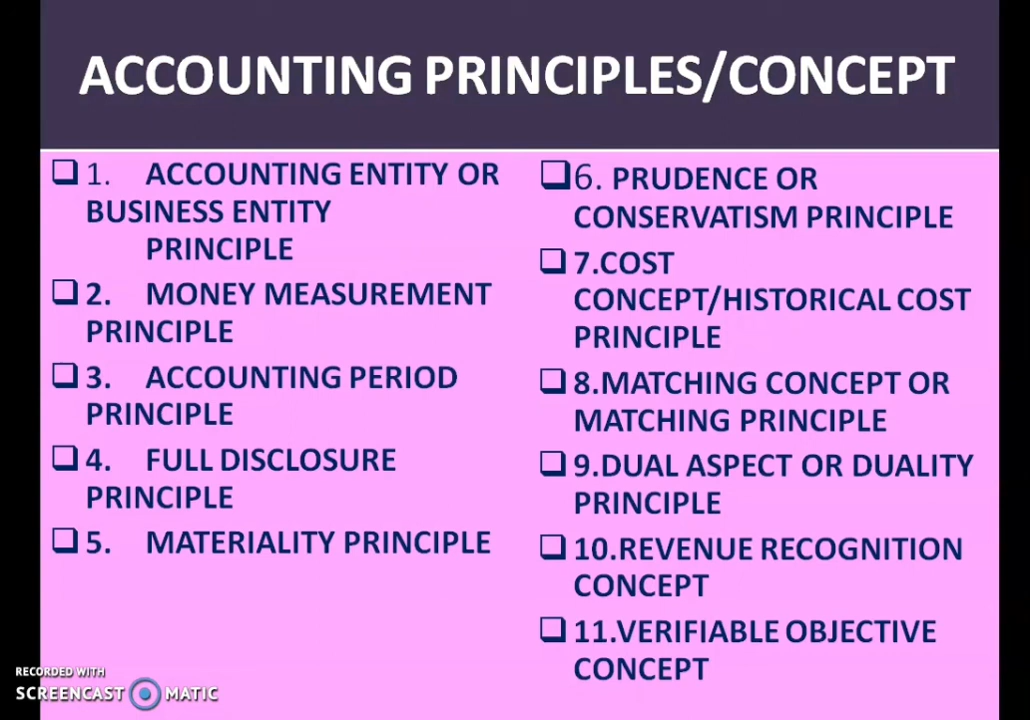 ACCOUNTING PRINCIPLES/CONCEPT
1. ACCOUNTING ENTITY OR
BUSINESS ENTITY
PRINCIPLE
2. MONEY MEASUREMENT
PRINCIPLE
3. ACCOUNTING PERIOD
PRINCIPLE
4. FULL DISCLOSURE
PRINCIPLE
5. MATERIALITY PRINCIPLE
6. PRUDENCE OR
CONSERVATISM PRINCIPLE
7.COST
CONCEPT/HISTORICAL COST
PRINCIPLE
8.MATCHING CONCEPT OR
MATCHING PRINCIPLE
9.DUAL ASPECT OR DUALITY
PRINCIPLE
10.REVENUE RECOGNITION
CONCEPT
11.VERIFIABLE OBJECTIVE
CONCEPT
RECORDED WITH
SCREENCAST MATIC